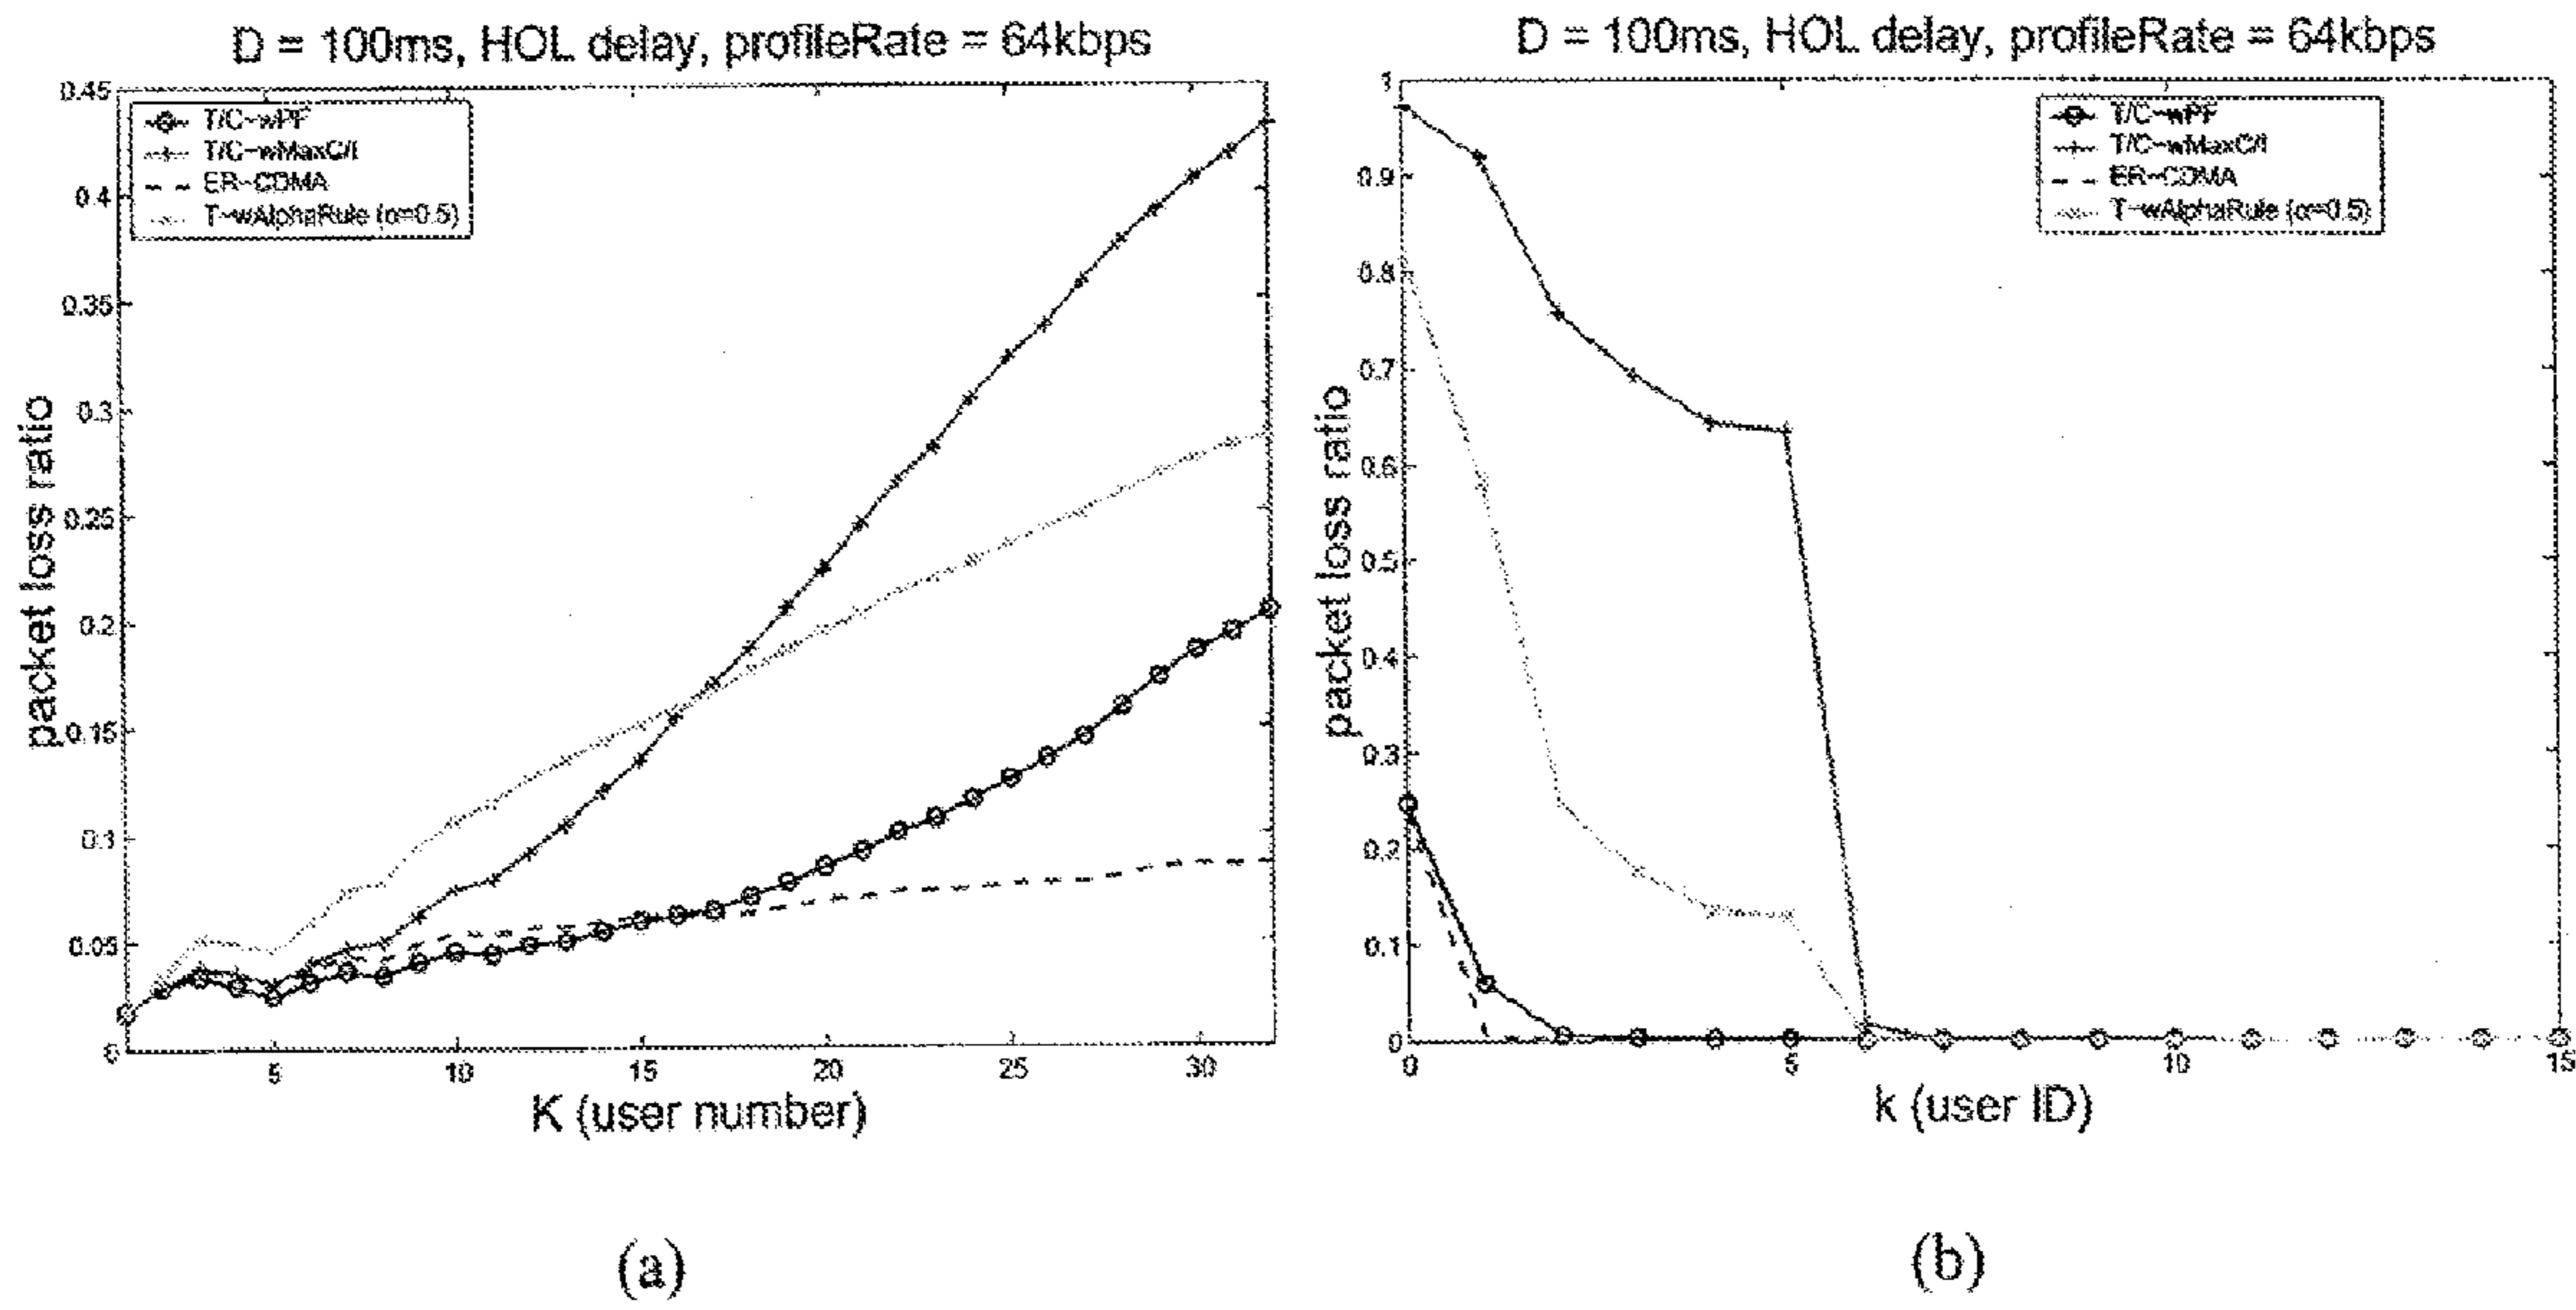 D = 100ms, HOL delay, profileRate = 64kbps
0.45
0.4
0.35
0.3
0.25
0.2
0.15
0.1
0.05
0
T/C-wPF
T/C-wMaxC/I
ER-CDMA
T-wAlphaRule (α=0.5)
packet loss ratio
5 10 15 20 25 30
K (user number)
(a)
D = 100ms, HOL delay, profileRate = 64kbps
1
0.9
0.8
0.7
0.6
0.5
0.4
0.3
0.2
0.1
0
T/C-wPF
T/C-wMaxC/I
ER-CDMA
T-wAlphaRule (α=0.5)
packet loss ratio
0 5 10 15
k (user ID)
(b)